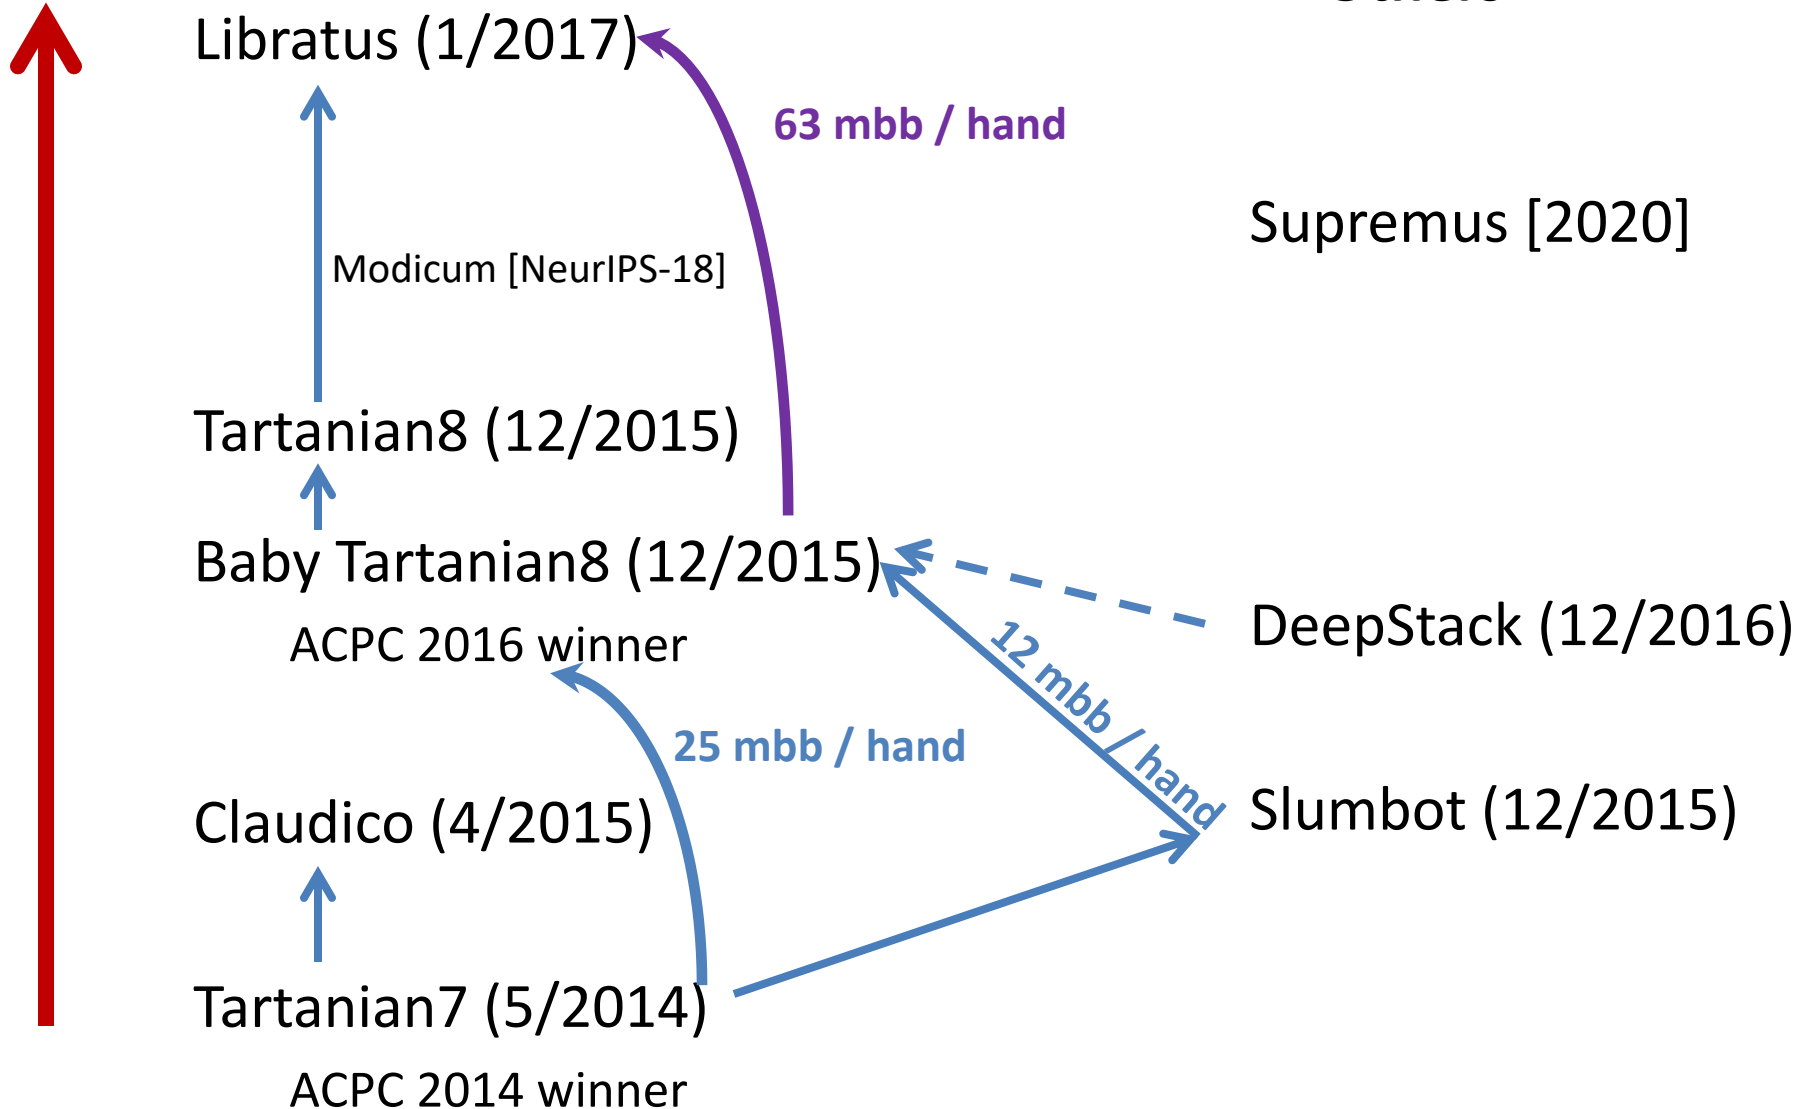 Libratus (1/2017)
63 mbb / hand
Supremus [2020]
Modicum [NeurIPS-18]
Tartanian8 (12/2015)
Baby Tartanian8 (12/2015)
ACPC 2016 winner
DeepStack (12/2016)
12 mbb / hand
25 mbb / hand
Claudico (4/2015)
Slumbot (12/2015)
Tartanian7 (5/2014)
ACPC 2014 winner